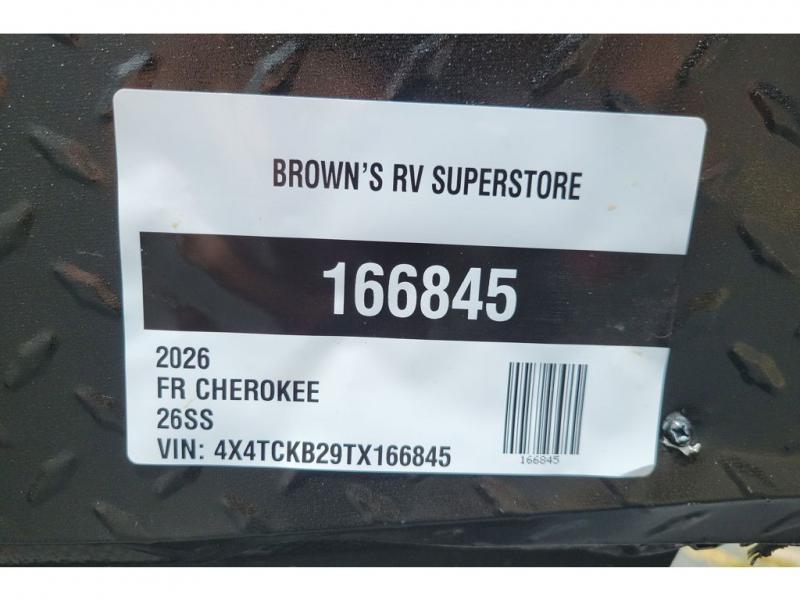 BROWN'S RV SUPERSTORE
166845
2026
FR CHEROKEE
26SS
VIN: 4X4TCKB29TX166845
166845